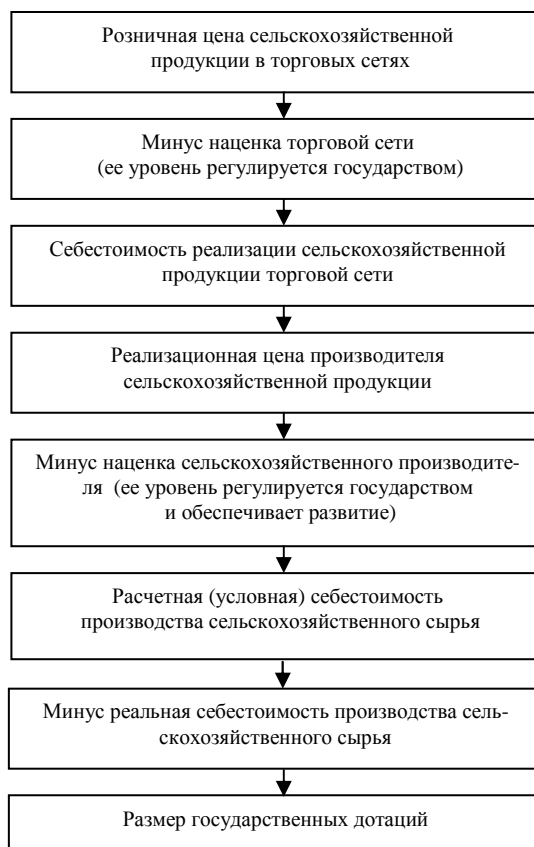 Розничная цена сельскохозяйственной
продукции в торговых сетях
Минус наценка торговой сети
(ее уровень регулируется государством)
Себестоимость реализации сельскохозяйственной
продукции торговой сети
Реализационная цена производителя
сельскохозяйственной продукции
Минус наценка сельскохозяйственного производите-
ля (ее уровень регулируется государством
и обеспечивает развитие)
Расчетная (условная) себестоимость
производства сельскохозяйственного сырья
Минус реальная себестоимость производства сель-
скохозяйственного сырья
Размер государственных дотаций